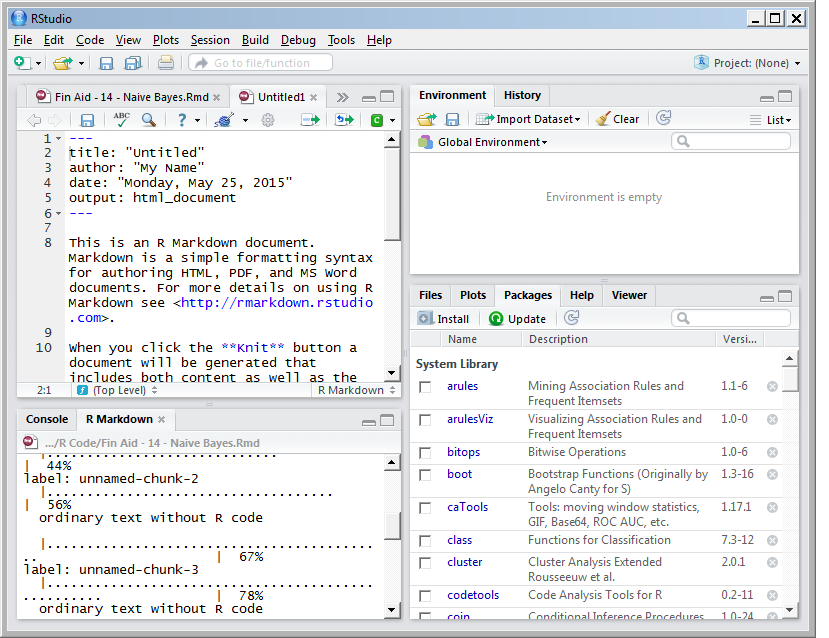 RStudio
File Edit Code View Plots Session Build Debug Tools Help
Go to file/function
Project: (None)
Fin Aid - 14 - Naive Bayes.Rmd
Untitled1
ABC
?
C
1 ---
2 title: "Untitled"
3 author: "My Name"
4 date: "Monday, May 25, 2015"
5 output: html_document
6 ---
7
8 This is an R Markdown document.
Markdown is a simple formatting syntax
for authoring HTML, PDF, and MS Word
documents. For more details on using R
Markdown see <http://rmarkdown.rstudio
.com>.
9
10 When you click the **Knit** button a
document will be generated that
includes both content as well as the
2:1 (Top Level) R Markdown
Console R Markdown
.../R Code/Fin Aid - 14 - Naive Bayes.Rmd
|..............................
| 44%
label: unnamed-chunk-2
|.....................................
| 56%
ordinary text without R code
|..........................................
.. | 67%
label: unnamed-chunk-3
|..........................................
.......... | 78%
ordinary text without R code
Environment History
Import Dataset Clear List
Global Environment
Environment is empty
Files Plots Packages Help Viewer
Install Update
Name Description Versi...
System Library
arules Mining Association Rules and 1.1-6
Frequent Itemsets
arulesViz Visualizing Association Rules and 1.0-0
Frequent Itemsets
bitops Bitwise Operations 1.0-6
boot Bootstrap Functions (Originally by 1.3-16
Angelo Canty for S)
caTools Tools: moving window statistics, 1.17.1
GIF, Base64, ROC AUC, etc.
class Functions for Classification 7.3-12
cluster Cluster Analysis Extended 2.0.1
Rousseeuw et al.
codetools Code Analysis Tools for R 0.2-11
coin Conditional Inference Procedures 1.0-24